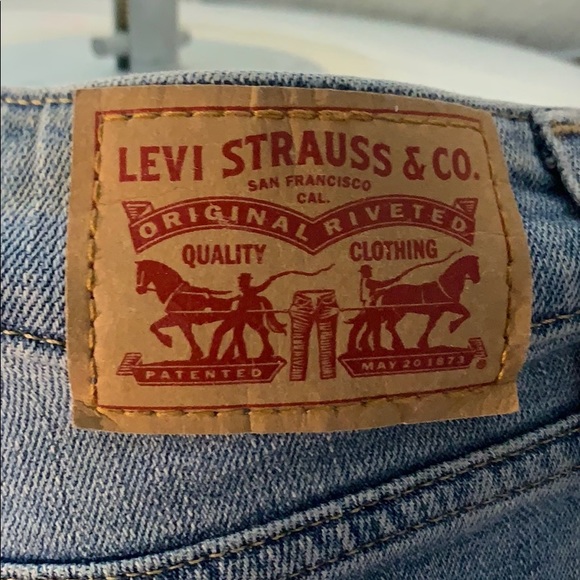 LEVI STRAUSS & CO.
SAN FRANCISCO
CAL.
ORIGINAL RIVETED
QUALITY CLOTHING
PATENTED MAY 20 1873
®